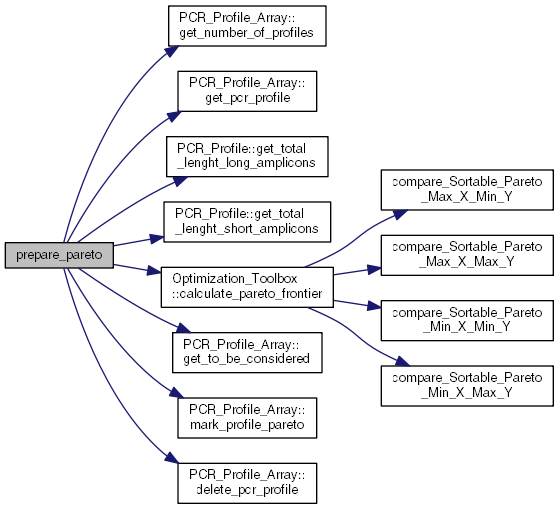 prepare_pareto
PCR_Profile_Array::
get_number_of_profiles
PCR_Profile_Array::
get_pcr_profile
PCR_Profile::get_total
_lenght_long_amplicons
PCR_Profile::get_total
_lenght_short_amplicons
Optimization_Toolbox
::calculate_pareto_frontier
PCR_Profile_Array::
get_to_be_considered
PCR_Profile_Array::
mark_profile_pareto
PCR_Profile_Array::
delete_pcr_profile
compare_Sortable_Pareto
_Max_X_Min_Y
compare_Sortable_Pareto
_Max_X_Max_Y
compare_Sortable_Pareto
_Min_X_Min_Y
compare_Sortable_Pareto
_Min_X_Max_Y